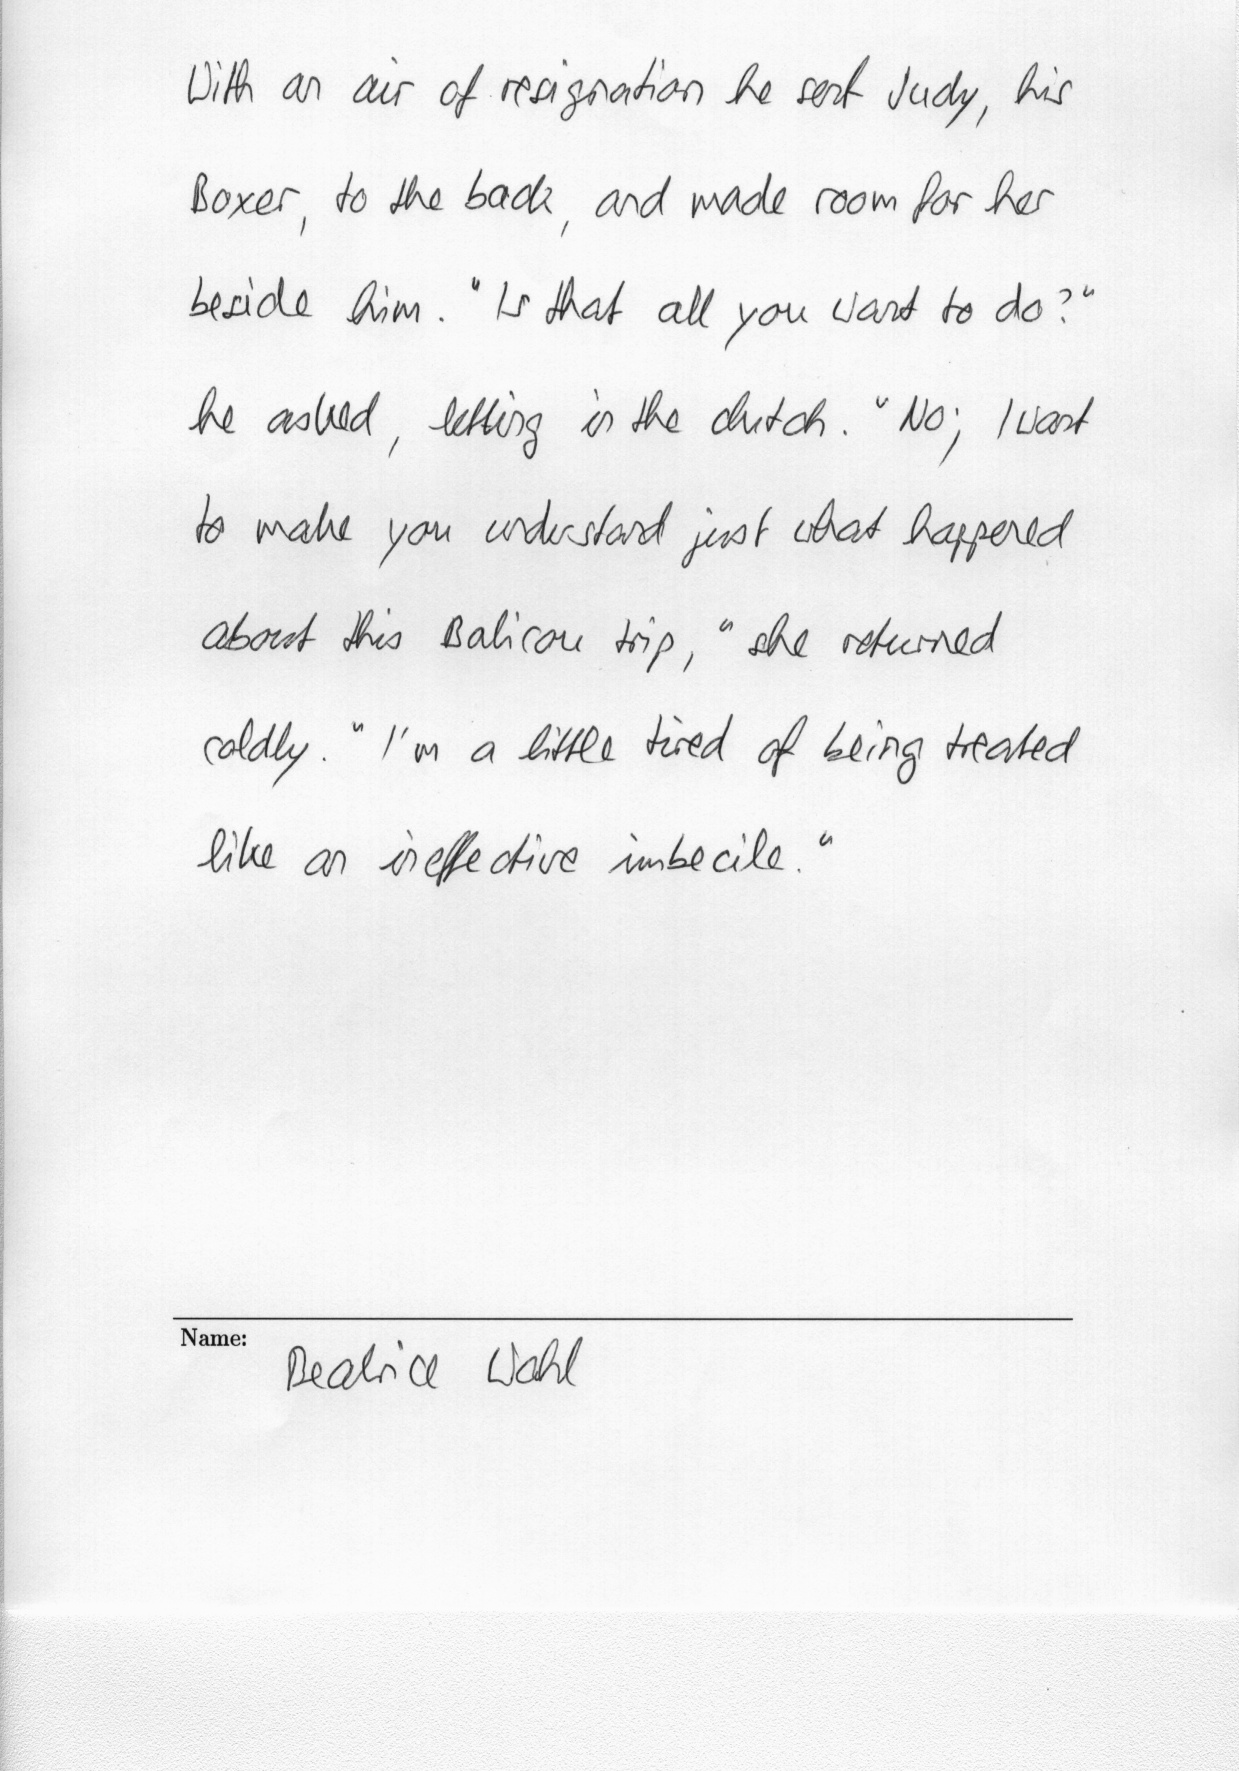 With an air of resignation he sent Judy, his
Boxer, to the back, and made room for her
beside him. "Is that all you want to do?"
he asked, letting in the clutch. "No; I want
to make you understand just what happened
about this Balicou trip, " she returned
coldly. "I'm a little tired of being treated
like an ineffective imbecile."
Name:
Beatrice Wahl